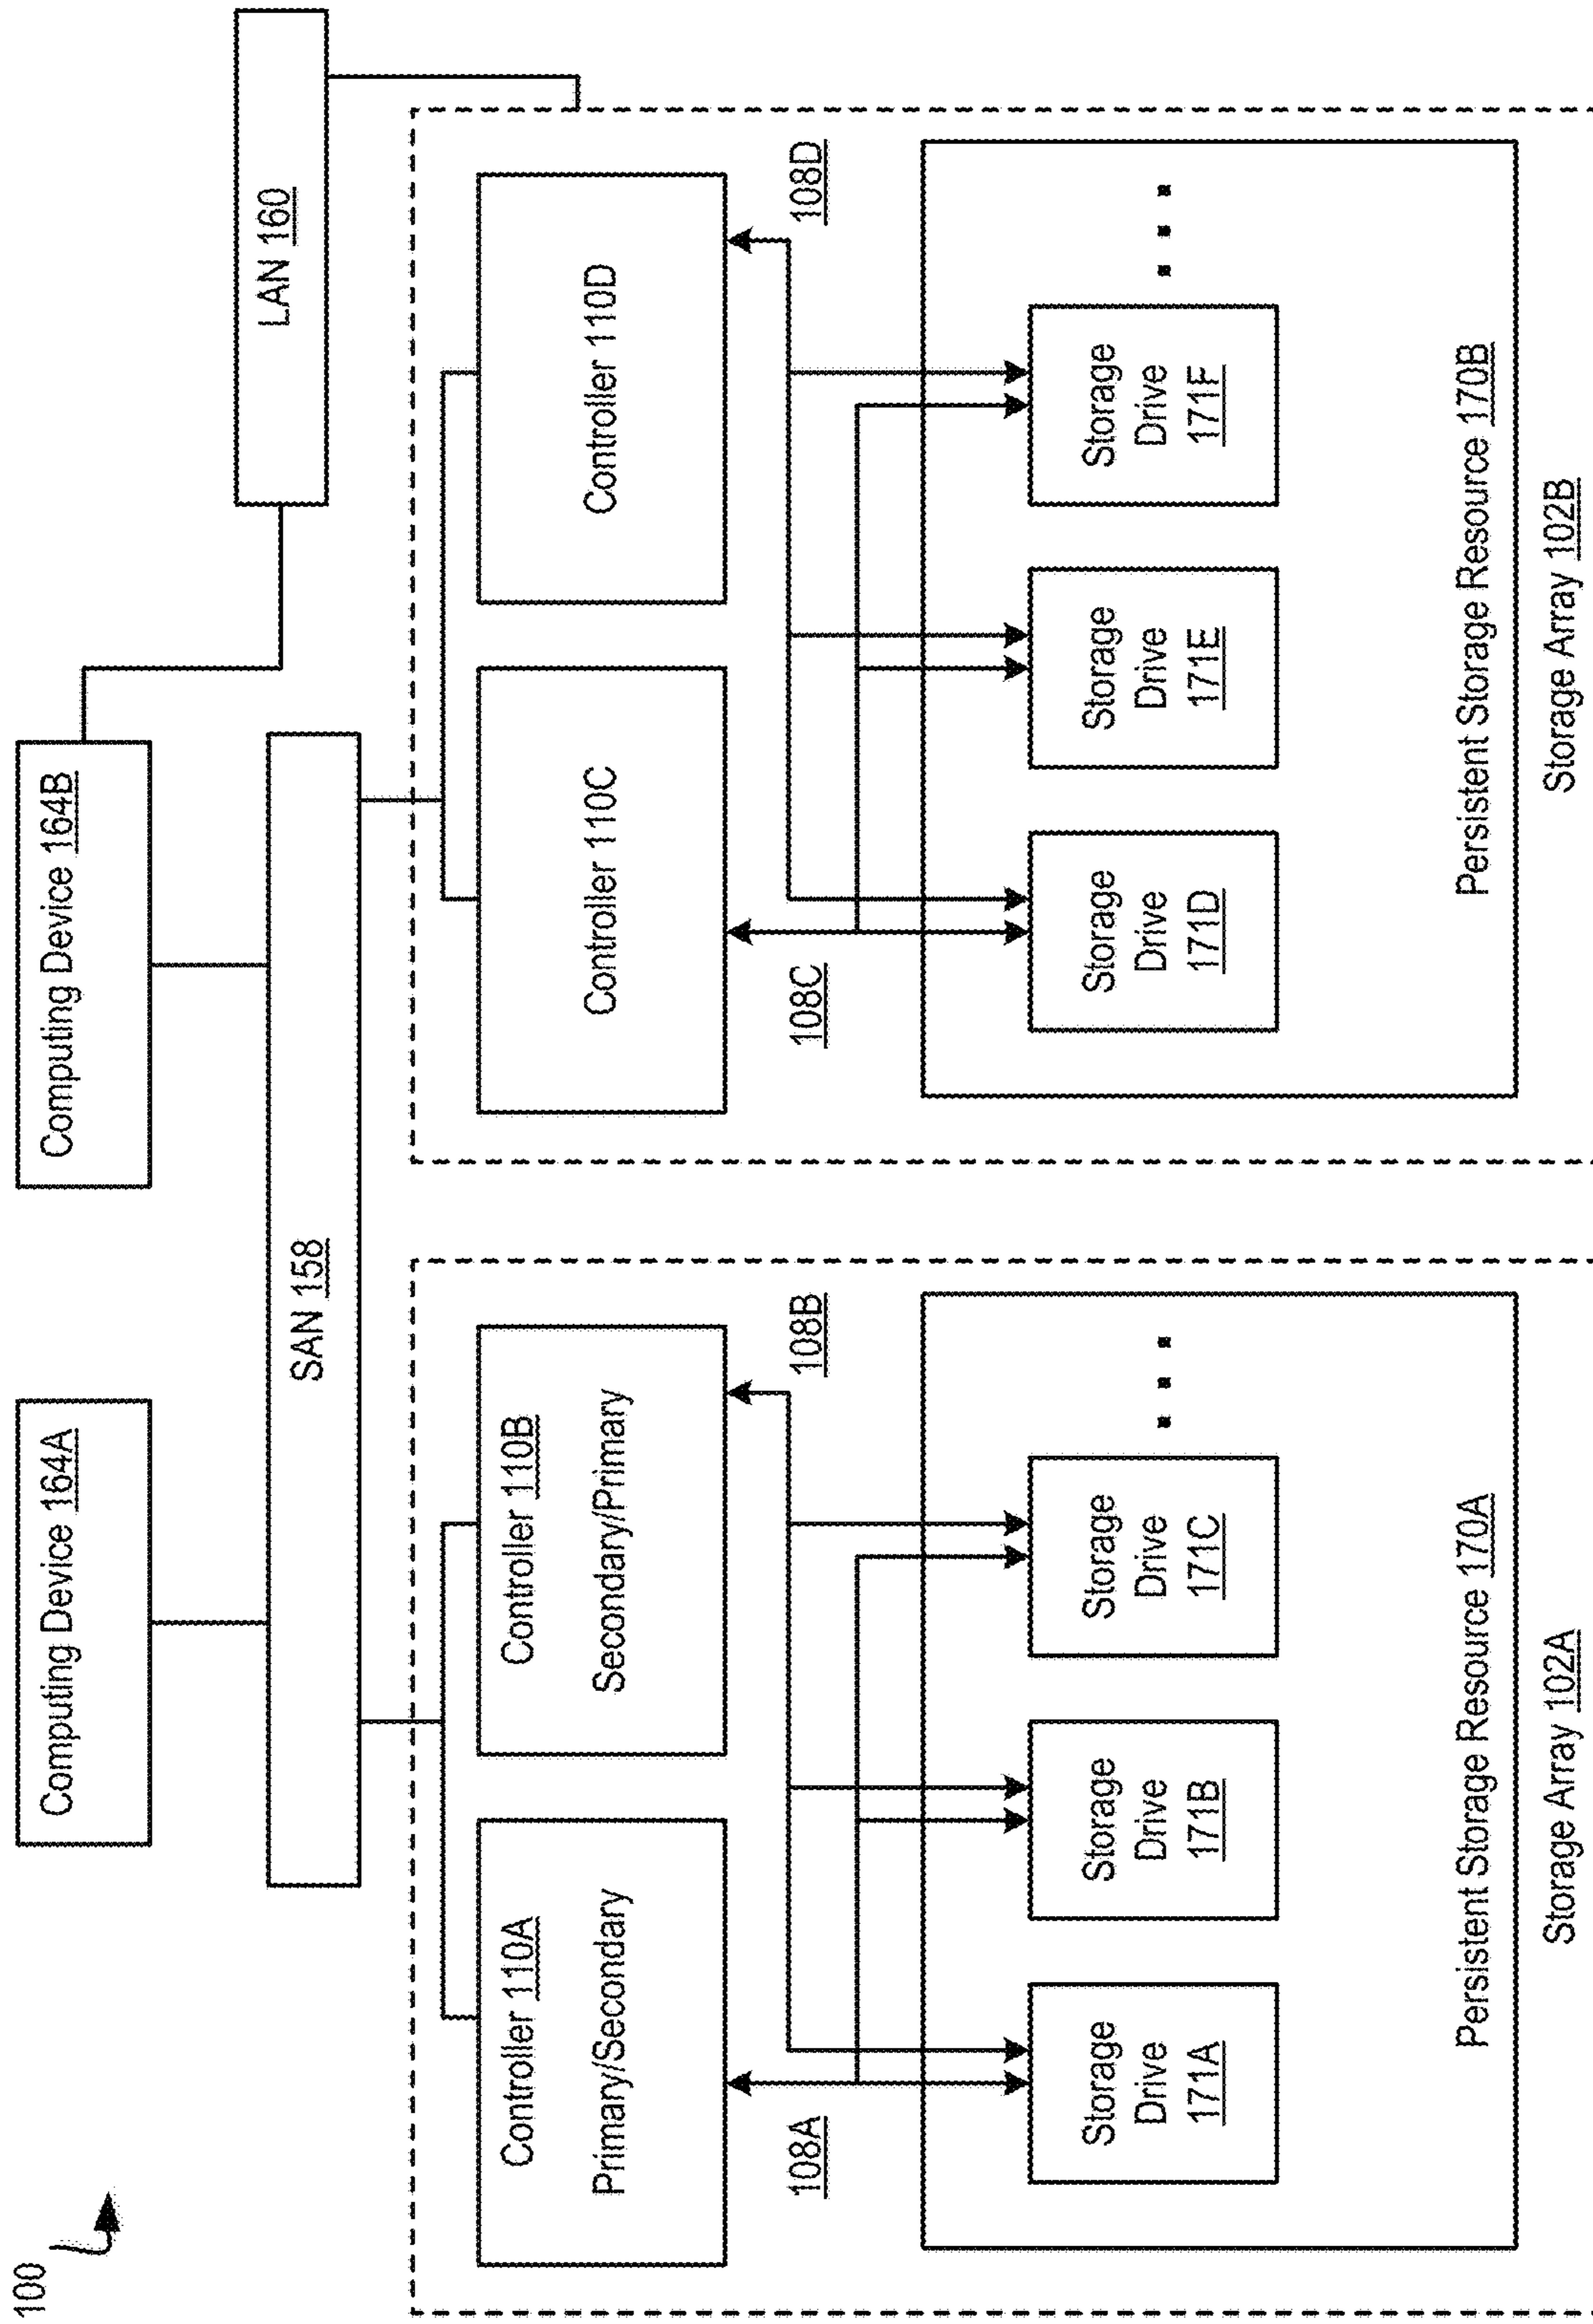 100
Computing Device 164A
Computing Device 164B
SAN 158
LAN 160
Controller 110A
Primary/Secondary
Controller 110B
Secondary/Primary
Controller 110C
Controller 110D
108A
108B
108C
108D
Storage
Drive
171A
Storage
Drive
171B
Storage
Drive
171C
Storage
Drive
171D
Storage
Drive
171E
Storage
Drive
171F
Persistent Storage Resource 170A
Persistent Storage Resource 170B
Storage Array 102A
Storage Array 102B